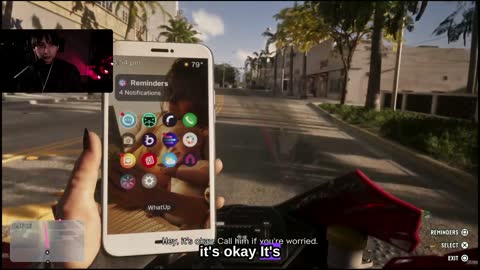 79°
Reminders
4 Notifications
WhatUp
Hey, it's okay. Call him if you're worried.
it's okay It's
REMINDERS
SELECT
EXIT